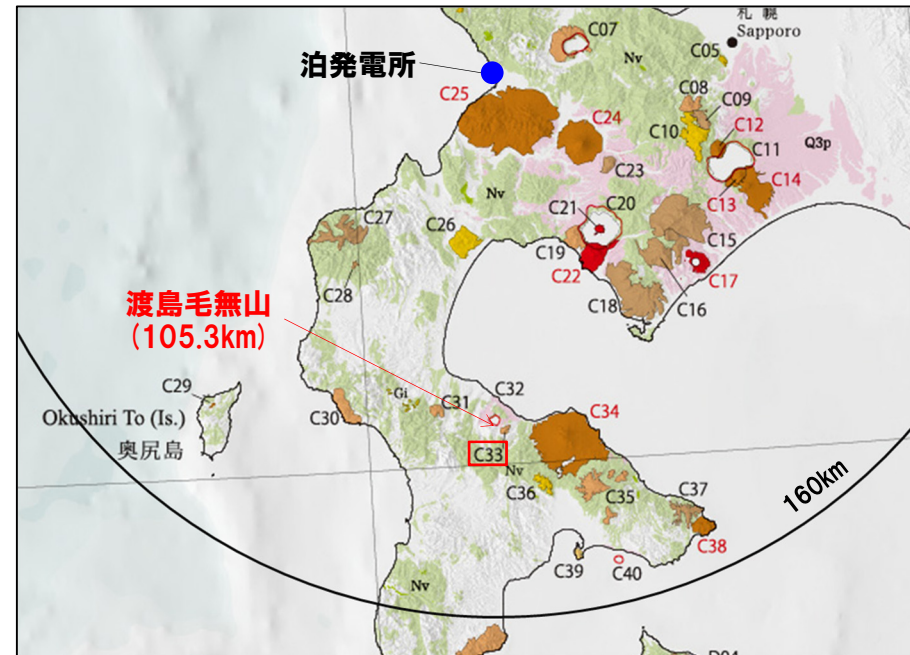 札幌
Sapporo
C07
Nv
C05
泊発電所
C25
C24
C08
C09
C10
C12
C11
Q3p
C23
C14
C13
Nv
C20
C21
C27
C26
C19
C15
C22
C17
C28
C16
C18
渡島毛無山
(105.3km)
C29
C32
Gi
C31
C34
Okushiri To (Is.)
C30
奥尻島
C33
Nv
C36
C35
C37
160km
C38
C39
C40
Nv